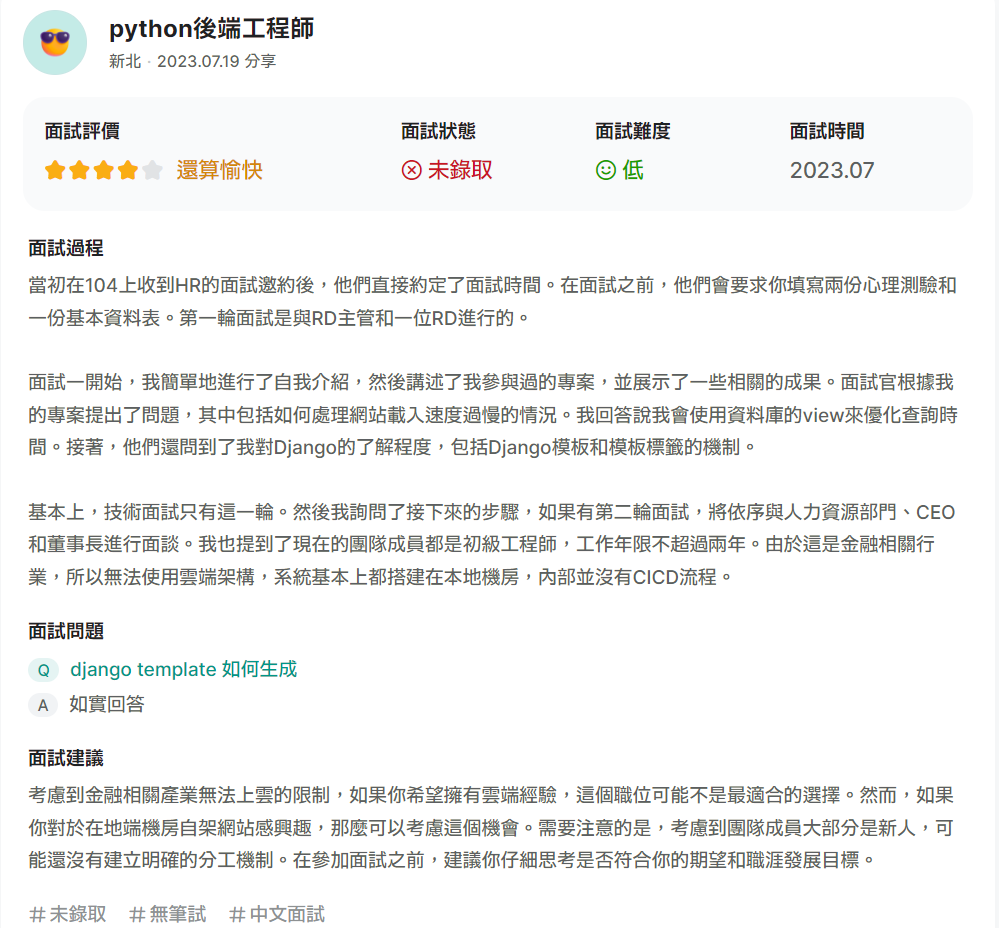 python後端工程師
新北 · 2023.07.19 分享
面試評價
面試狀態
面試難度
面試時間
還算愉快
未錄取
低
2023.07
面試過程
當初在104上收到HR的面試邀約後，他們直接約定了面試時間。在面試之前，他們會要求你填寫兩份心理測驗和
一份基本資料表。第一輪面試是與RD主管和一位RD進行的。
面試一開始，我簡單地進行了自我介紹，然後講述了我參與過的專案，並展示了一些相關的成果。面試官根據我
的專案提出了問題，其中包括如何處理網站載入速度過慢的情況。我回答說我會使用資料庫的view來優化查詢時
間。接著，他們還問到了我對Django的了解程度，包括Django模板和模板標籤的機制。
基本上，技術面試只有這一輪。然後我詢問了接下來的步驟，如果有第二輪面試，將依序與人力資源部門、CEO
和董事長進行面談。我也提到了現在的團隊成員都是初級工程師，工作年限不超過兩年。由於這是金融相關行
業，所以無法使用雲端架構，系統基本上都搭建在本地機房，內部並沒有CICD流程。
面試問題
Q django template 如何生成
A 如實回答
面試建議
考慮到金融相關產業無法上雲的限制，如果你希望擁有雲端經驗，這個職位可能不是最適合的選擇。然而，如果
你對於在地端機房自架網站感興趣，那麼可以考慮這個機會。需要注意的是，考慮到團隊成員大部分是新人，可
能還沒有建立明確的分工機制。在參加面試之前，建議你仔細思考是否符合你的期望和職涯發展目標。
# 未錄取 # 無筆試 # 中文面試